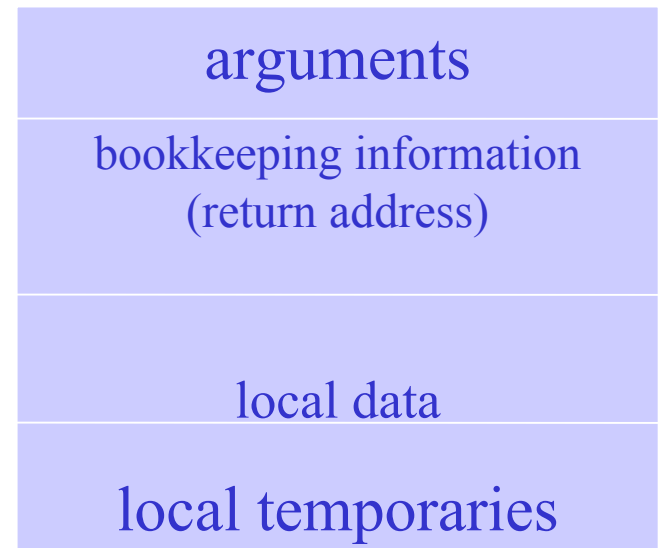 arguments
bookkeeping information
(return address)
local data
local temporaries